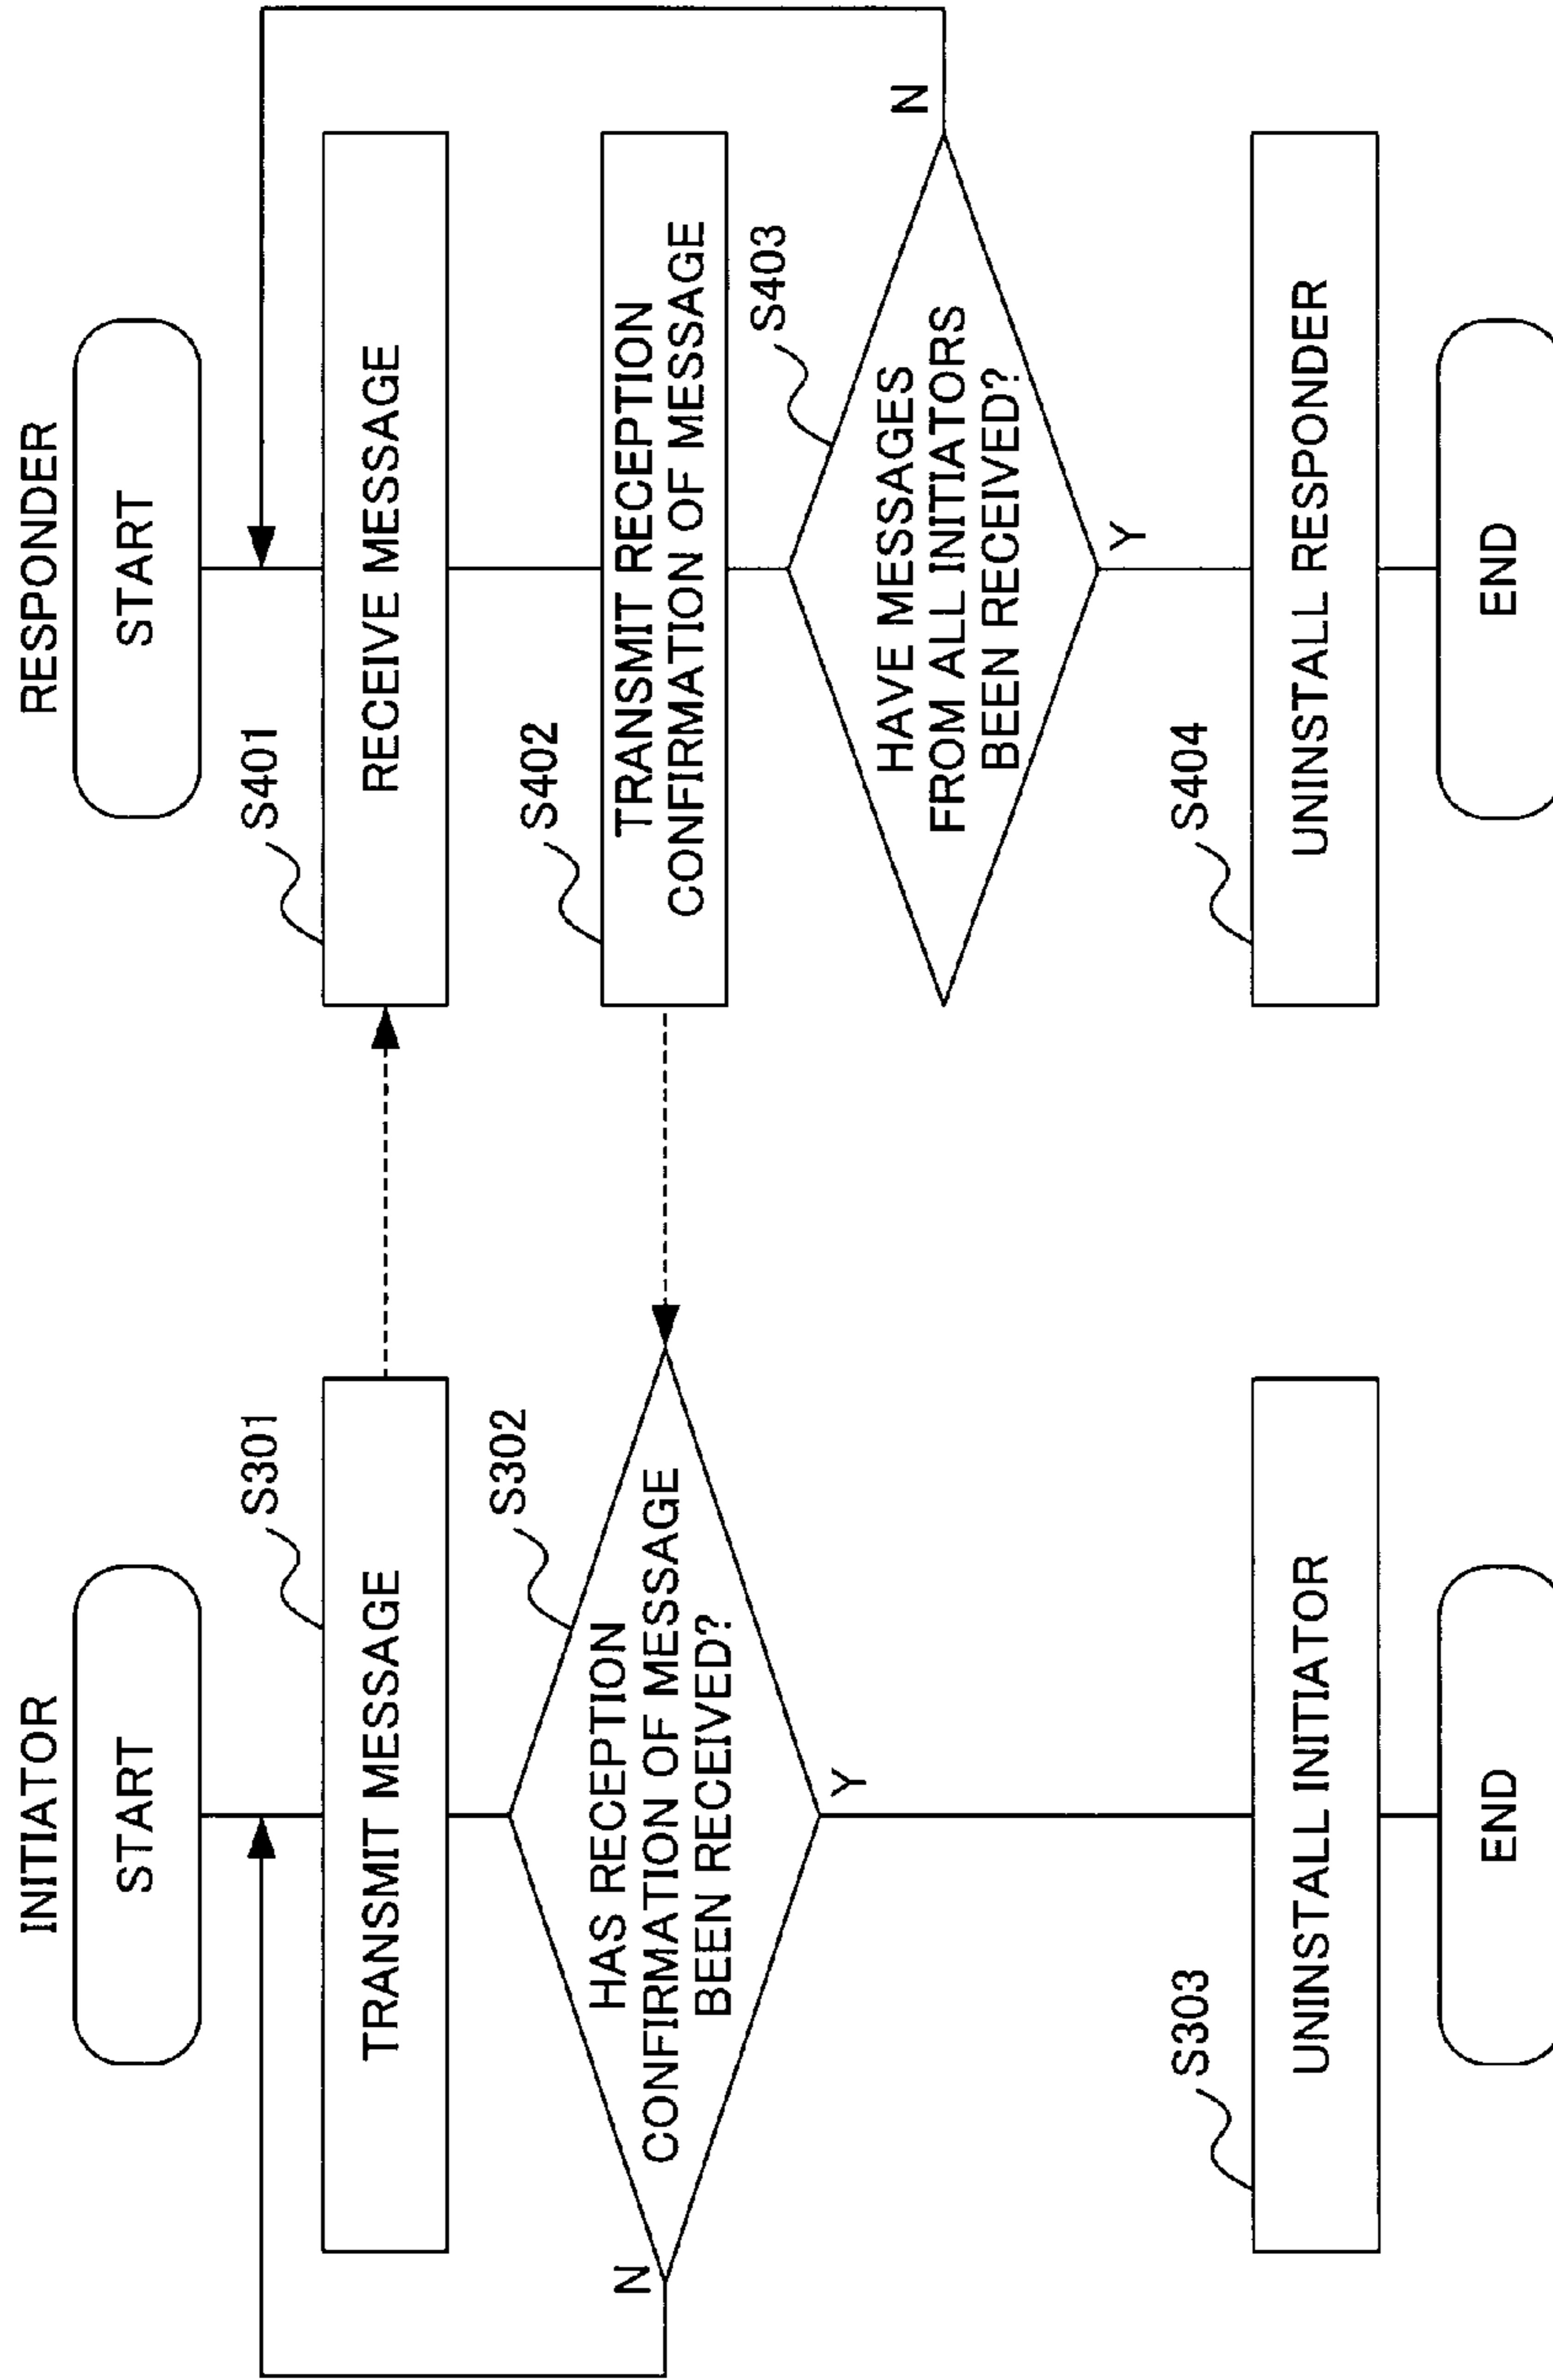 INITIATOR
START
S301
TRANSMIT MESSAGE
S302
HAS RECEPTION
CONFIRMATION OF MESSAGE
BEEN RECEIVED?
N
Y
S303
UNINSTALL INITIATOR
END
RESPONDER
START
S401
RECEIVE MESSAGE
S402
TRANSMIT RECEPTION
CONFIRMATION OF MESSAGE
S403
HAVE MESSAGES
FROM ALL INITIATORS
BEEN RECEIVED?
N
Y
S404
UNINSTALL RESPONDER
END